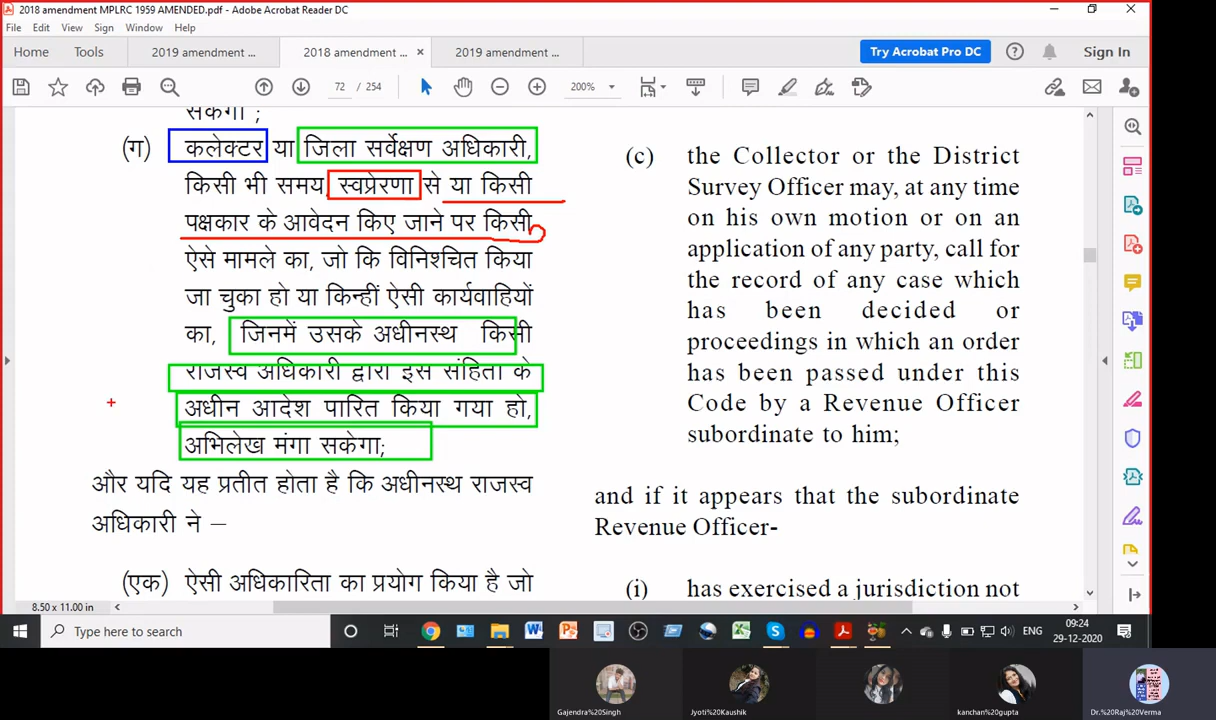 2018 amendment MPLRC 1959 AMENDED.pdf - Adobe Acrobat Reader DC
File Edit View Sign Window Help
Home Tools 2019 amendment ... 2018 amendment ... × 2019 amendment ... Try Acrobat Pro DC Sign In
72 / 254 200%
सकेगा ;
(ग) कलेक्टर या जिला सर्वेक्षण अधिकारी,
किसी भी समय, स्वप्रेरणा से या किसी
पक्षकार के आवेदन किए जाने पर किसी
ऐसे मामले का, जो कि विनिश्चित किया
जा चुका हो या किन्हीं ऐसी कार्यवाहियों
का, जिनमें उसके अधीनस्थ किसी
राजस्व अधिकारी द्वारा इस संहिता के
अधीन आदेश पारित किया गया हो,
अभिलेख मंगा सकेगा;
और यदि यह प्रतीत होता है कि अधीनस्थ राजस्व
अधिकारी ने –
(एक) ऐसी अधिकारिता का प्रयोग किया है जो
(c) the Collector or the District
Survey Officer may, at any time
on his own motion or on an
application of any party, call for
the record of any case which
has been decided or
proceedings in which an order
has been passed under this
Code by a Revenue Officer
subordinate to him;
and if it appears that the subordinate
Revenue Officer-
(i) has exercised a jurisdiction not
8.50 x 11.00 in
Type here to search
ENG
09:24
29-12-2020
Gajendra%20Singh Jyoti%20Kaushik kanchan%20gupta Dr.%20Raj%20Verma